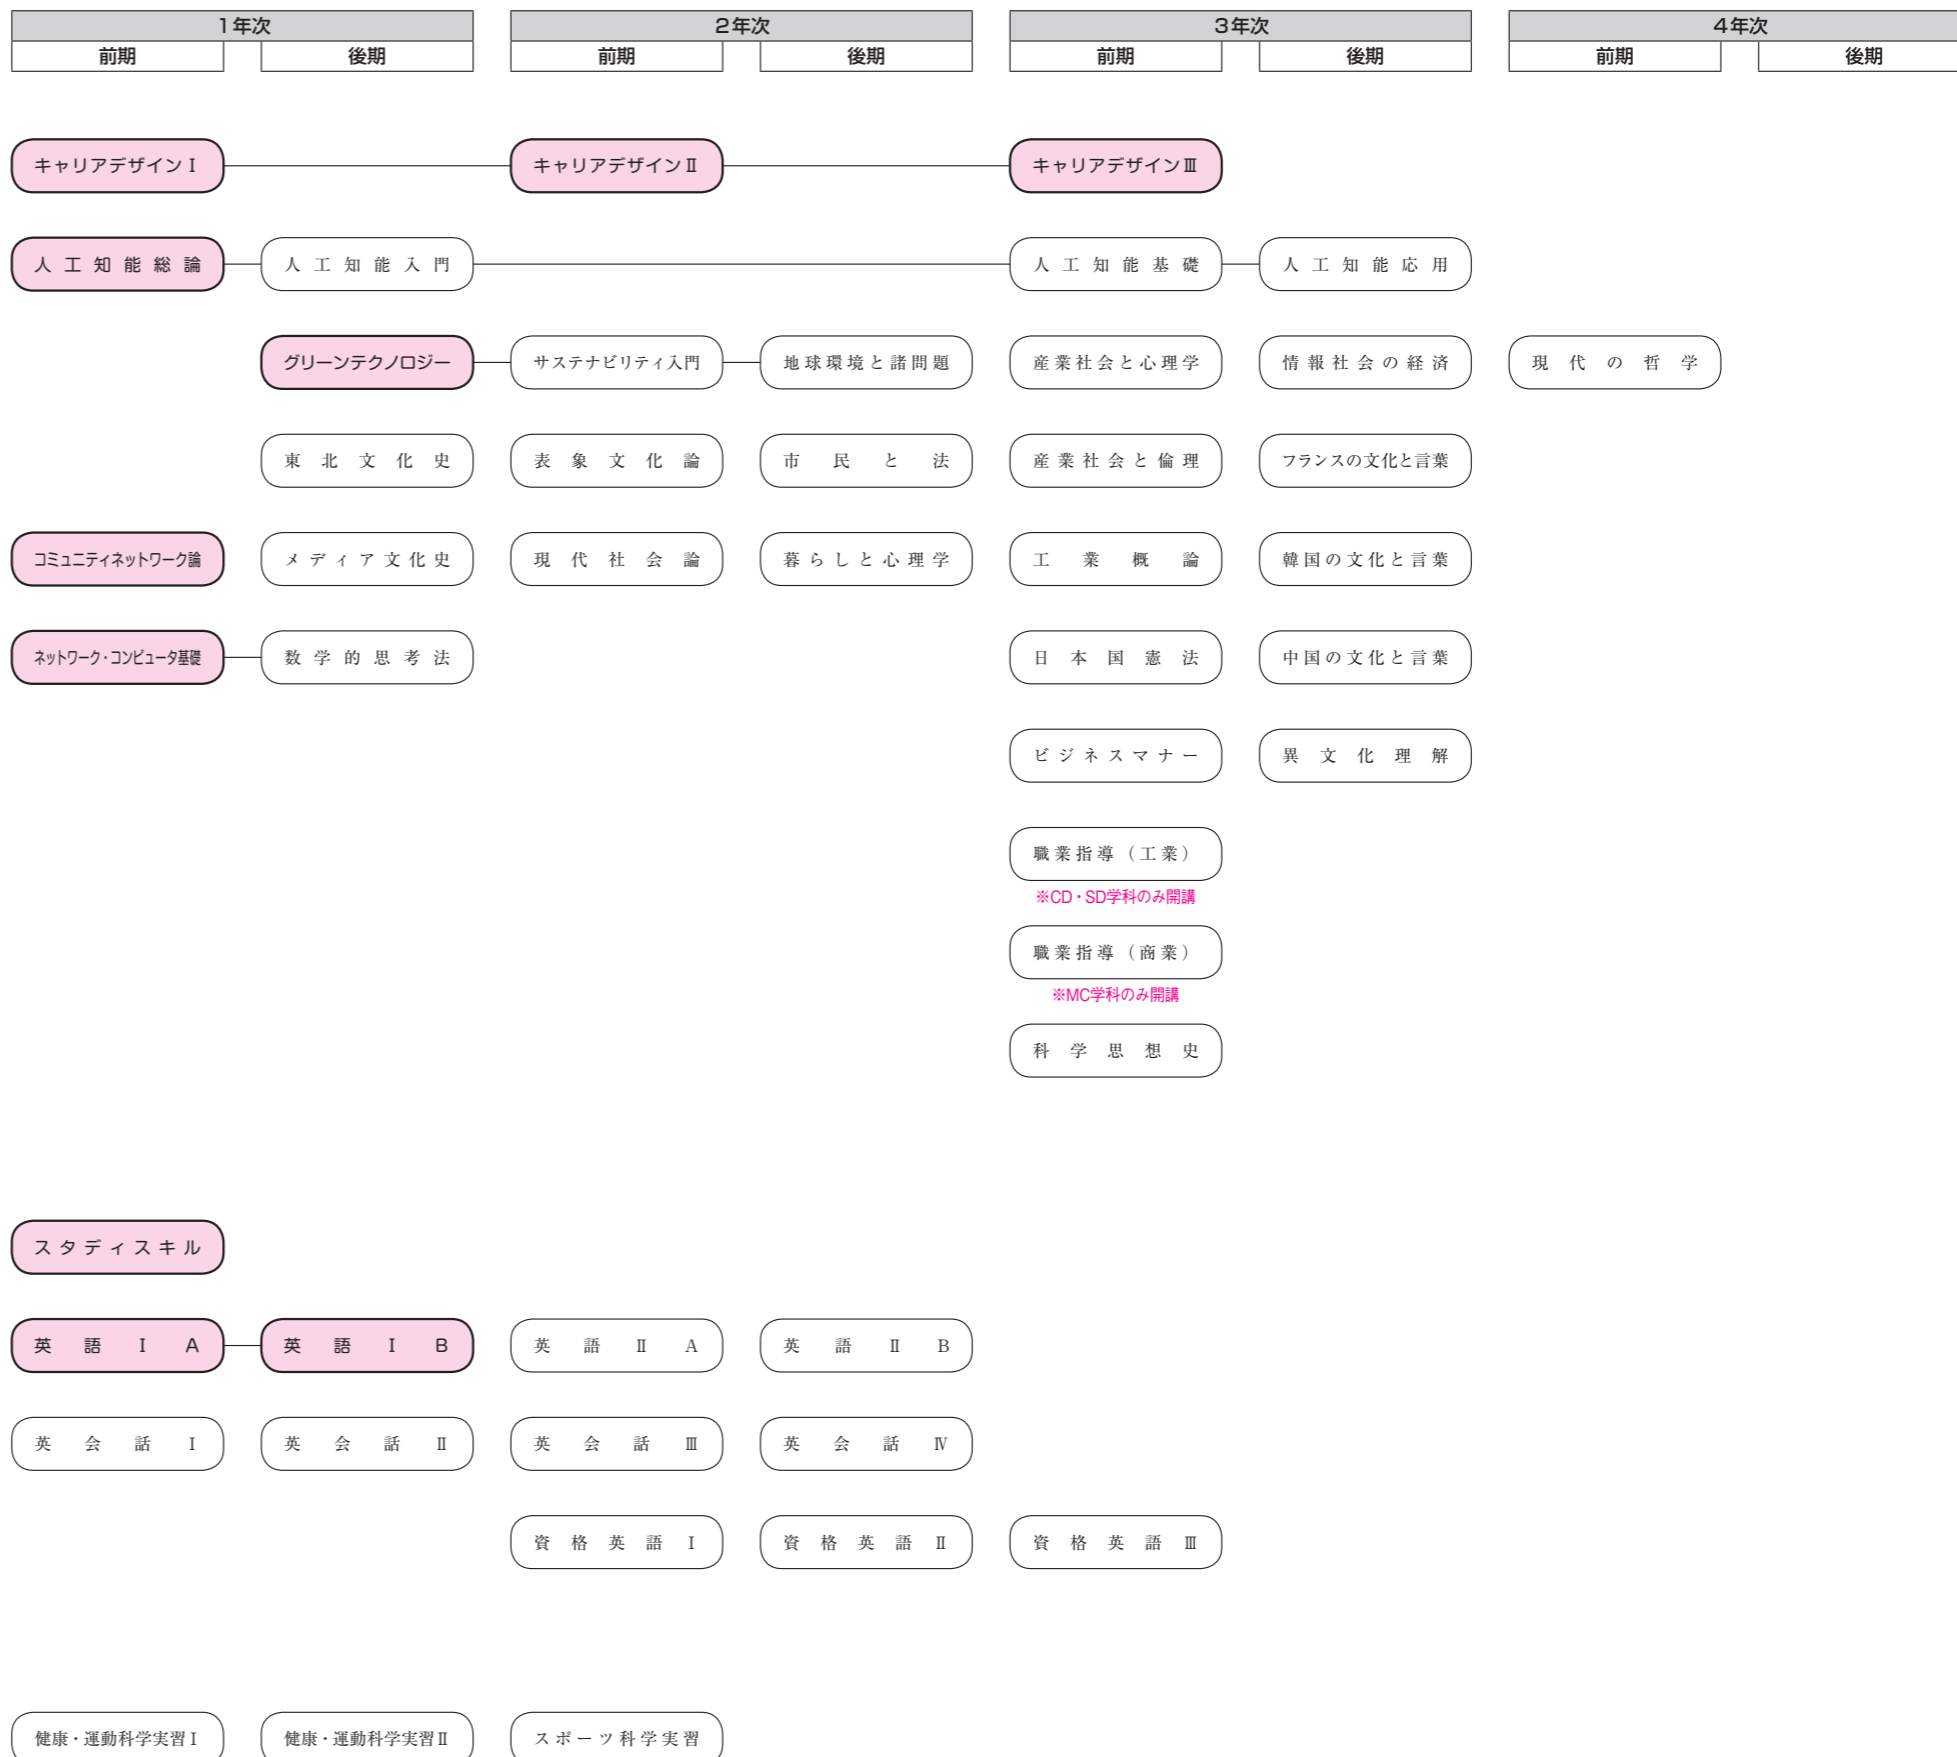 1年次 2年次 3年次 4年次
前期 後期 前期 後期 前期 後期 前期 後期
キャリアデザインⅠ キャリアデザインⅡ キャリアデザインⅢ
人工知能総論 人工知能入門 人工知能基礎 人工知能応用
グリーンテクノロジー サステナビリティ入門 地球環境と諸問題 産業社会と心理学 情報社会の経済 現代の哲学
東北文化史 表象文化論 市民と法 産業社会と倫理 フランスの文化と言葉
コミュニティネットワーク論 メディア文化史 現代社会論 暮らしと心理学 工業概論 韓国の文化と言葉
ネットワーク・コンピュータ基礎 数学的思考法 日本国憲法 中国の文化と言葉
ビジネスマナー 異文化理解
職業指導（工業）
※CD・SD学科のみ開講
職業指導（商業）
※MC学科のみ開講
科学思想史
スタディスキル
英語ⅠA 英語ⅠB 英語ⅡA 英語ⅡB
英会話Ⅰ 英会話Ⅱ 英会話Ⅲ 英会話Ⅳ
資格英語Ⅰ 資格英語Ⅱ 資格英語Ⅲ
健康・運動科学実習Ⅰ 健康・運動科学実習Ⅱ スポーツ科学実習